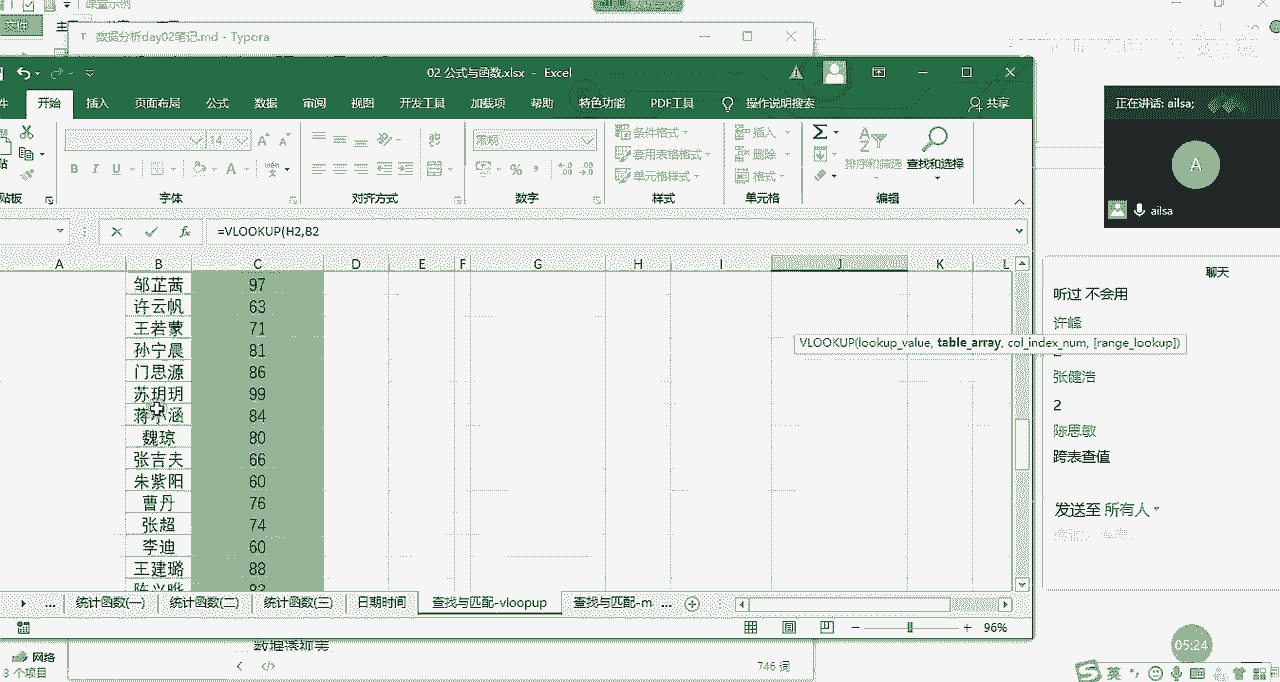 课堂示例
文件
T 数据分析day02笔记.md - Typora
02 公式与函数.xlsx - Excel
件 开始 插入 页面布局 公式 数据 审阅 视图 开发工具 加载项 帮助 特色功能 PDF工具 操作说明搜索 共享
14
常规
条件格式
套用表格格式
单元格样式
插入
删除
格式
排序和筛选 查找和选择
贴板 字体 对齐方式 数字 样式 单元格 编辑
=VLOOKUP(H2,B2
A B C D E F G H I J K L
邹芷茜 97
许云帆 63
王若蒙 71
孙宁晨 81
门思源 86
苏玥玥 99
蒋小涵 84
魏琼 80
张吉夫 66
朱紫阳 60
曹丹 76
张超 74
李迪 60
王建璐 88
VLOOKUP(lookup_value, table_array, col_index_num, [range_lookup])
... 统计函数(一) 统计函数(二) 统计函数(三) 日期时间 查找与匹配-vloopup 查找与匹配-m ...
96%
746 词
网络
3 个项目
正在讲话: ailsa;
A
ailsa
聊天
听过 不会用
许峰
张健浩
2
陈思敏
跨表查值
发送至 所有人
05:24
英